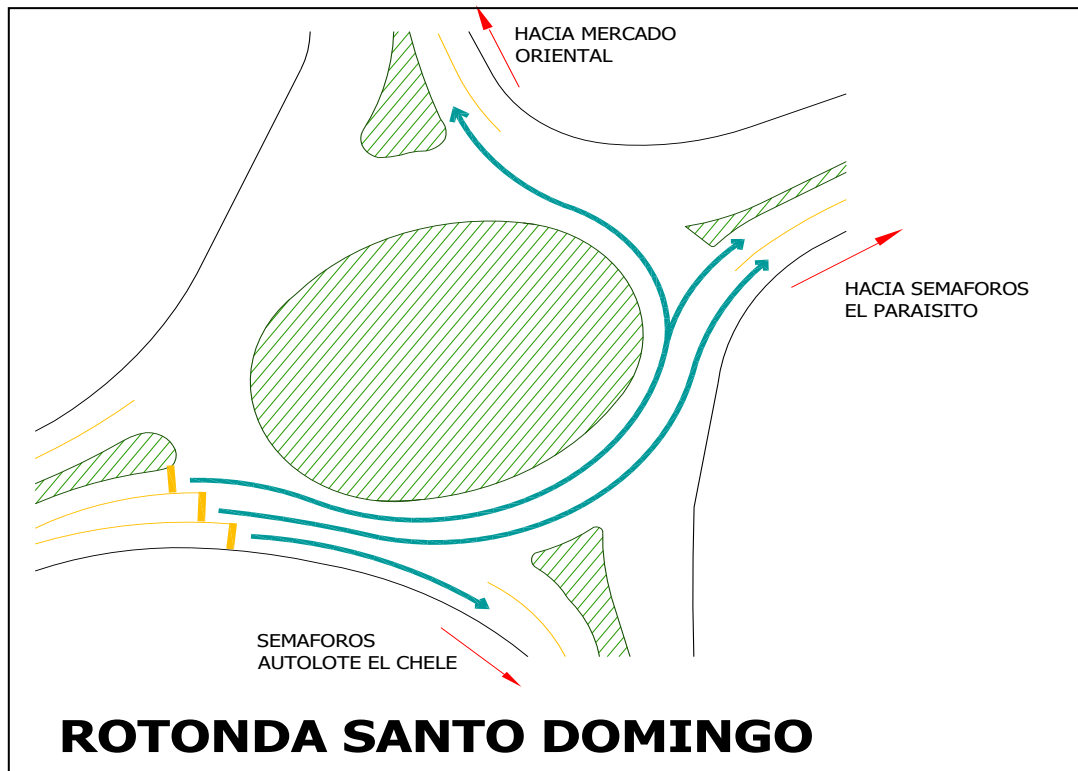 HACIA MERCADO
ORIENTAL
HACIA SEMAFOROS
EL PARAISITO
SEMAFOROS
AUTOLOTE EL CHELE
ROTONDA SANTO DOMINGO